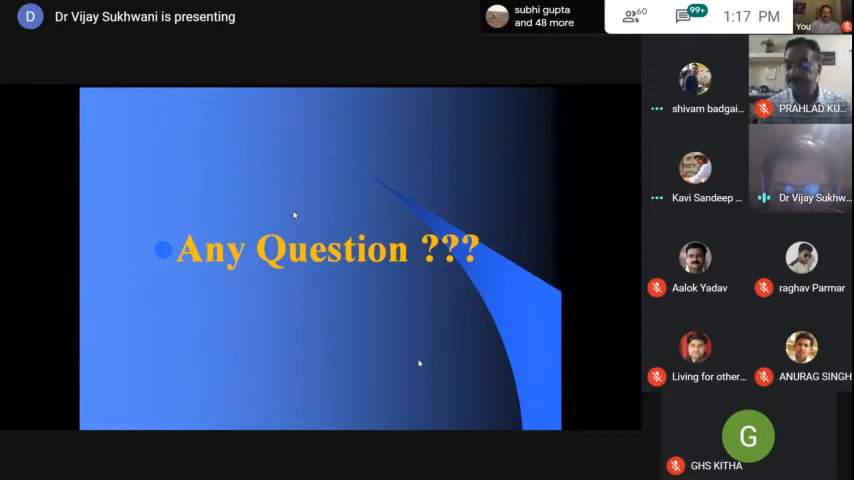 D Dr Vijay Sukhwani is presenting
subhi gupta
and 48 more
60
99+
1:17 PM
You
shivam badgai...
PRAHLAD KU...
Kavi Sandeep ...
Dr Vijay Sukhw...
Aalok Yadav
raghav Parmar
Living for other...
ANURAG SINGH
G
GHS KITHA
Any Question ???